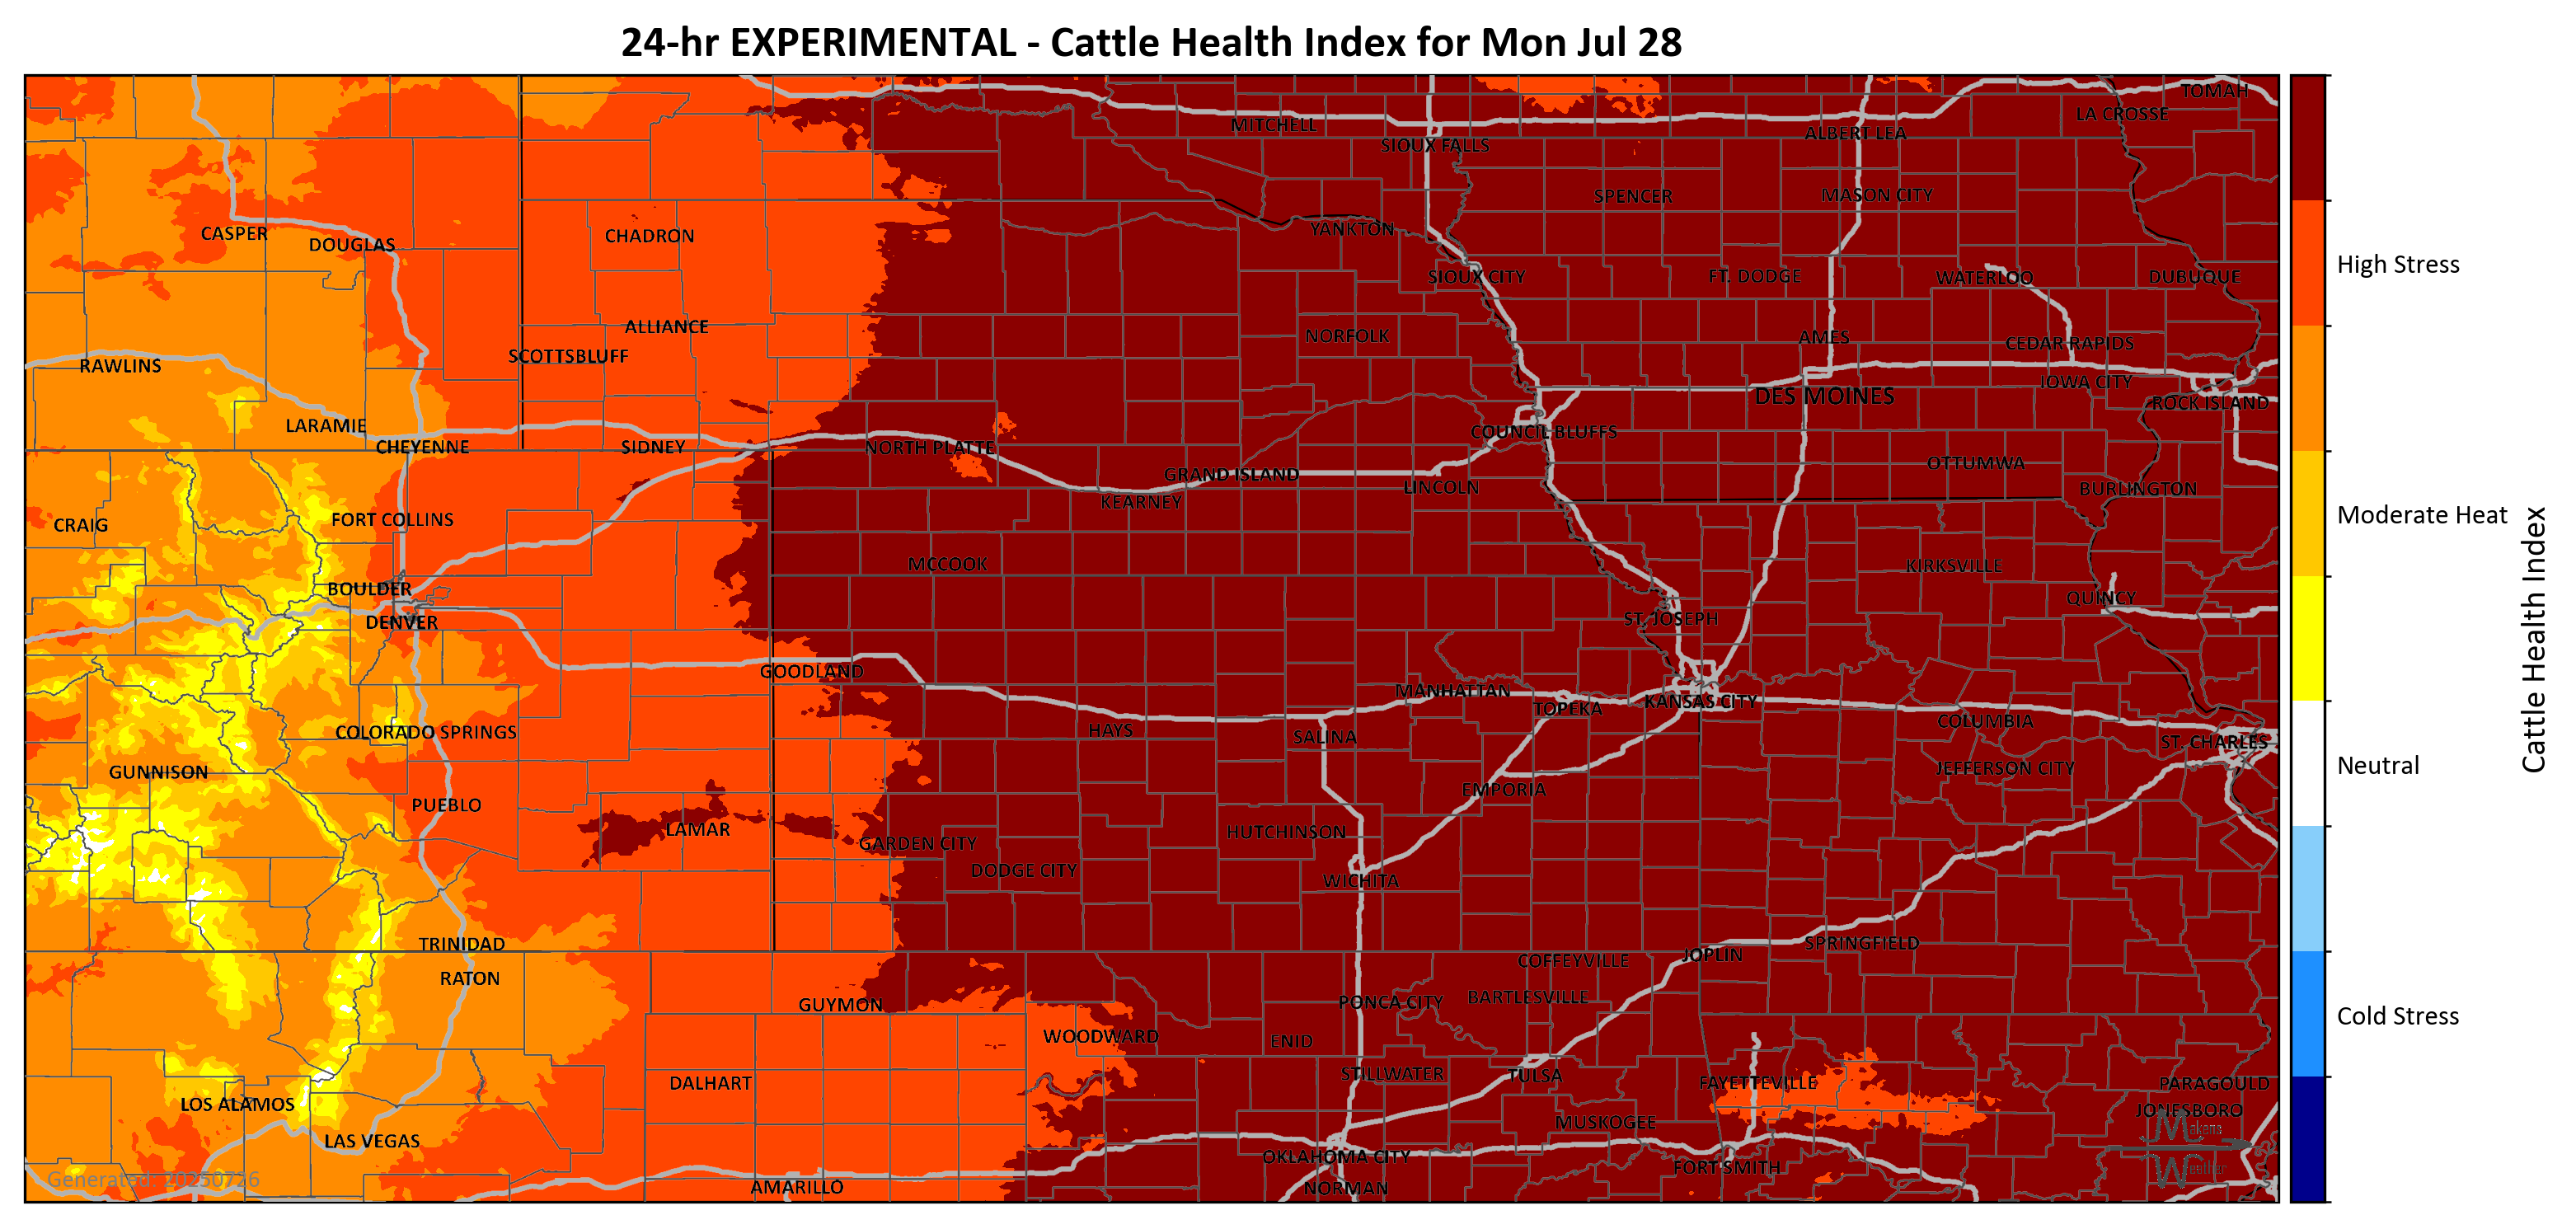 24-hr EXPERIMENTAL - Cattle Health Index for Mon Jul 28
TOMAH
LA CROSSE
MITCHELL
ALBERT LEA
SIOUX FALLS
SPENCER
MASON CITY
CASPER
DOUGLAS
CHADRON
YANKTON
High Stress
SIOUX CITY
FT. DODGE
WATERLOO
DUBUQUE
ALLIANCE
NORFOLK
AMES
CEDAR RAPIDS
SCOTTSBLUFF
RAWLINS
IOWA CITY
DES MOINES
ROCK ISLAND
LARAMIE
COUNCIL BLUFFS
CHEYENNE
SIDNEY
NORTH PLATTE
OTTUMWA
GRAND ISLAND
LINCOLN
BURLINGTON
KEARNEY
Moderate Heat
CRAIG
FORT COLLINS
MCCOOK
KIRKSVILLE
BOULDER
QUINCY
DENVER
ST. JOSEPH
Cattle Health Index
GOODLAND
MANHATTAN
KANSAS CITY
TOPEKA
COLUMBIA
COLORADO SPRINGS
HAYS
SALINA
ST. CHARLES
Neutral
GUNNISON
JEFFERSON CITY
EMPORIA
PUEBLO
LAMAR
HUTCHINSON
GARDEN CITY
DODGE CITY
WICHITA
TRINIDAD
SPRINGFIELD
JOPLIN
COFFEYVILLE
RATON
BARTLESVILLE
PONCA CITY
GUYMON
Cold Stress
WOODWARD
ENID
STILLWATER
TULSA
DALHART
FAYETTEVILLE
PARAGOULD
LOS ALAMOS
JONESBORO
MUSKOGEE
Makens
LAS VEGAS
OKLAHOMA CITY
FORT SMITH
Weather
Generated: 20250726
AMARILLO
NORMAN